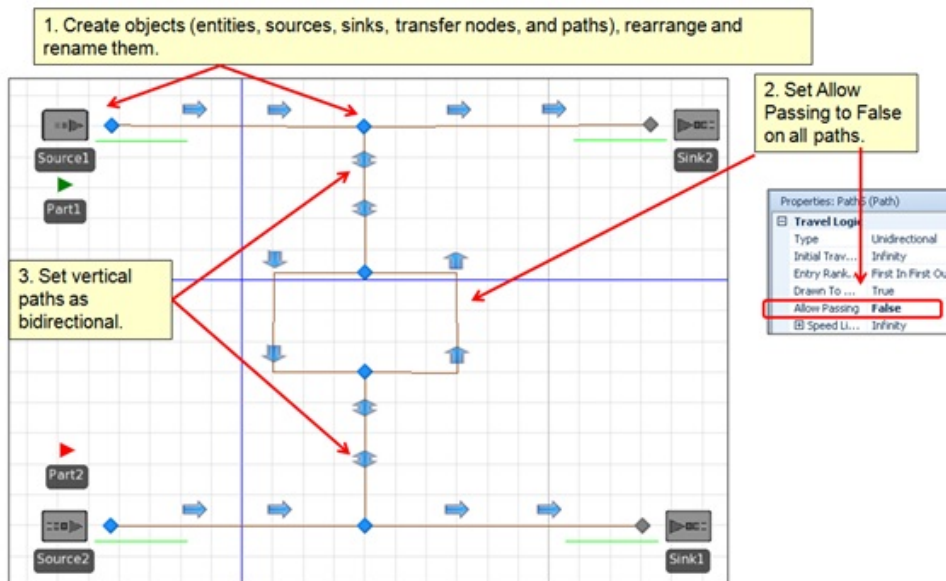 1. Create objects (entities, sources, sinks, transfer nodes, and paths), rearrange and
rename them.
2. Set Allow
Passing to False
on all paths.
Source1
Sink2
Part1
Properties: Path5 (Path)
Travel Logic
Type Unidirectional
Initial Trav... Infinity
Entry Rank... First In First Ou
Drawn To ... True
Allow Passing False
Speed Li... Infinity
3. Set vertical
paths as
bidirectional.
Part2
Source2
Sink1